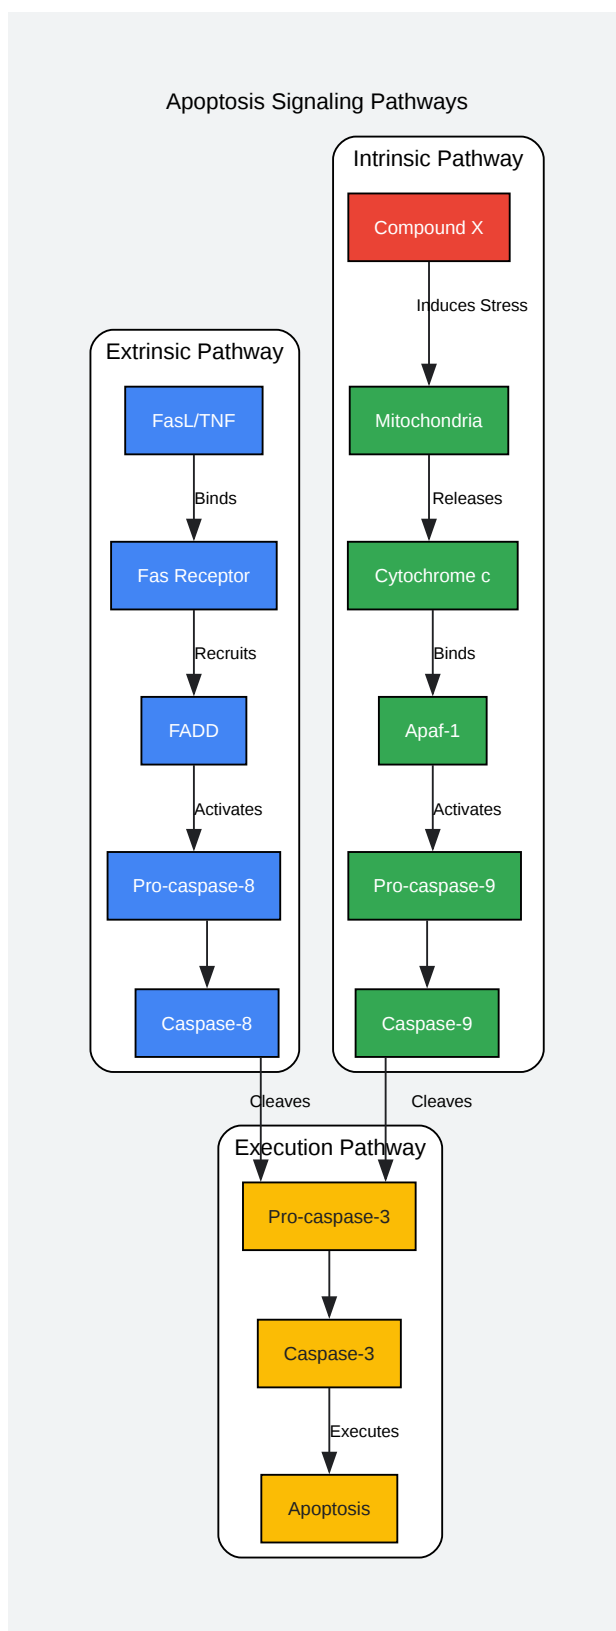 Apoptosis Signaling Pathways
Intrinsic Pathway
Compound X
Induces Stress
Mitochondria
Releases
Cytochrome c
Binds
Apaf-1
Activates
Pro-caspase-9
Caspase-9
Cleaves
Extrinsic Pathway
FasL/TNF
Binds
Fas Receptor
Recruits
FADD
Activates
Pro-caspase-8
Caspase-8
Cleaves
Execution Pathway
Pro-caspase-3
Caspase-3
Executes
Apoptosis